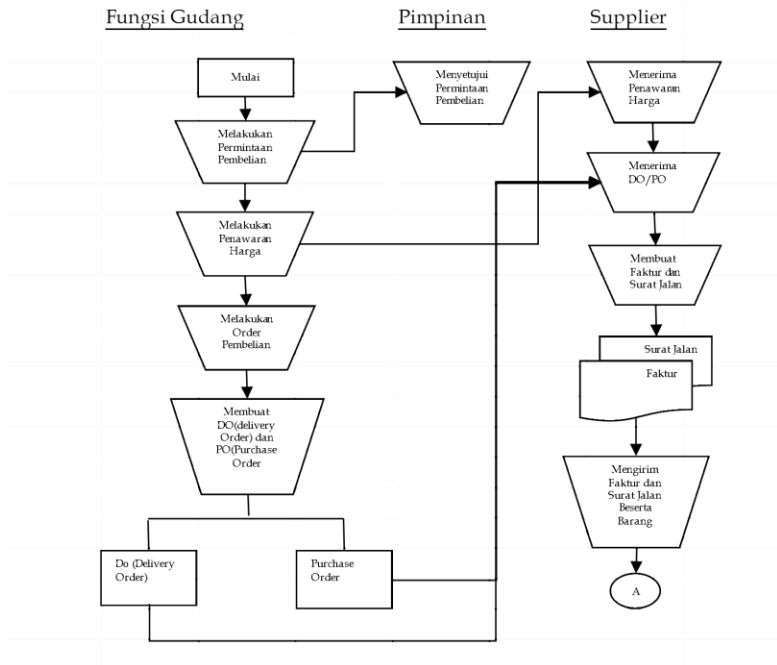 Fungsi Gudang
Pimpinan
Supplier
Mulai
Melakukan
Permintaan
Pembelian
Melakukan
Penawaran
Harga
Melakukan
Order
Pembelian
Membuat
DO(delivery
Order) dan
PO(Purchase
Order
Do (Delivery
Order)
Purchase
Order
Menyetujui
Permintaan
Pembelian
Menerima
Penawaran
Harga
Menerima
DO/PO
Membuat
Faktur dan
Surat Jalan
Surat Jalan
Faktur
Mengirim
Faktur dan
Surat Jalan
Beserta
Barang
A